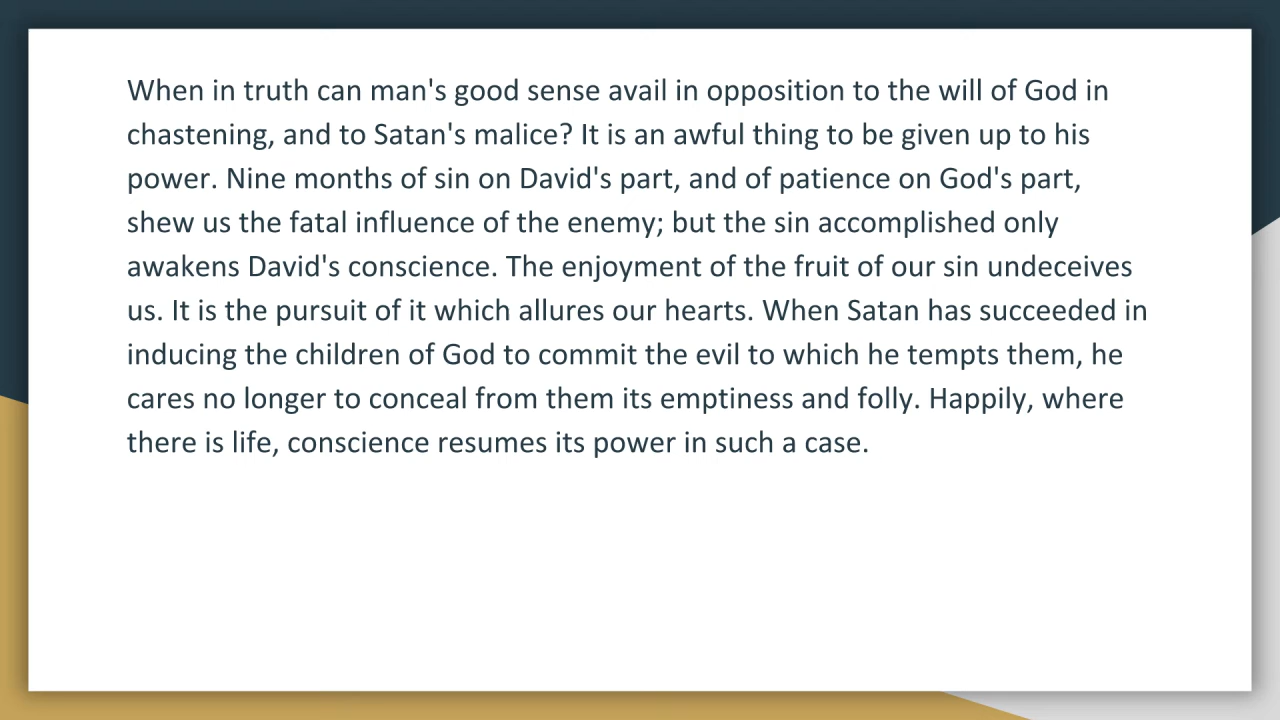 When in truth can man's good sense avail in opposition to the will of God in
chastening, and to Satan's malice? It is an awful thing to be given up to his
power. Nine months of sin on David's part, and of patience on God's part,
shew us the fatal influence of the enemy; but the sin accomplished only
awakens David's conscience. The enjoyment of the fruit of our sin undeceives
us. It is the pursuit of it which allures our hearts. When Satan has succeeded in
inducing the children of God to commit the evil to which he tempts them, he
cares no longer to conceal from them its emptiness and folly. Happily, where
there is life, conscience resumes its power in such a case.